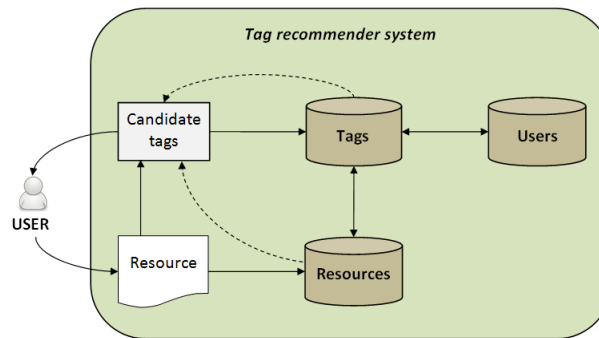 Tag recommender system
Candidate
tags
Tags
Users
USER
Resource
Resources